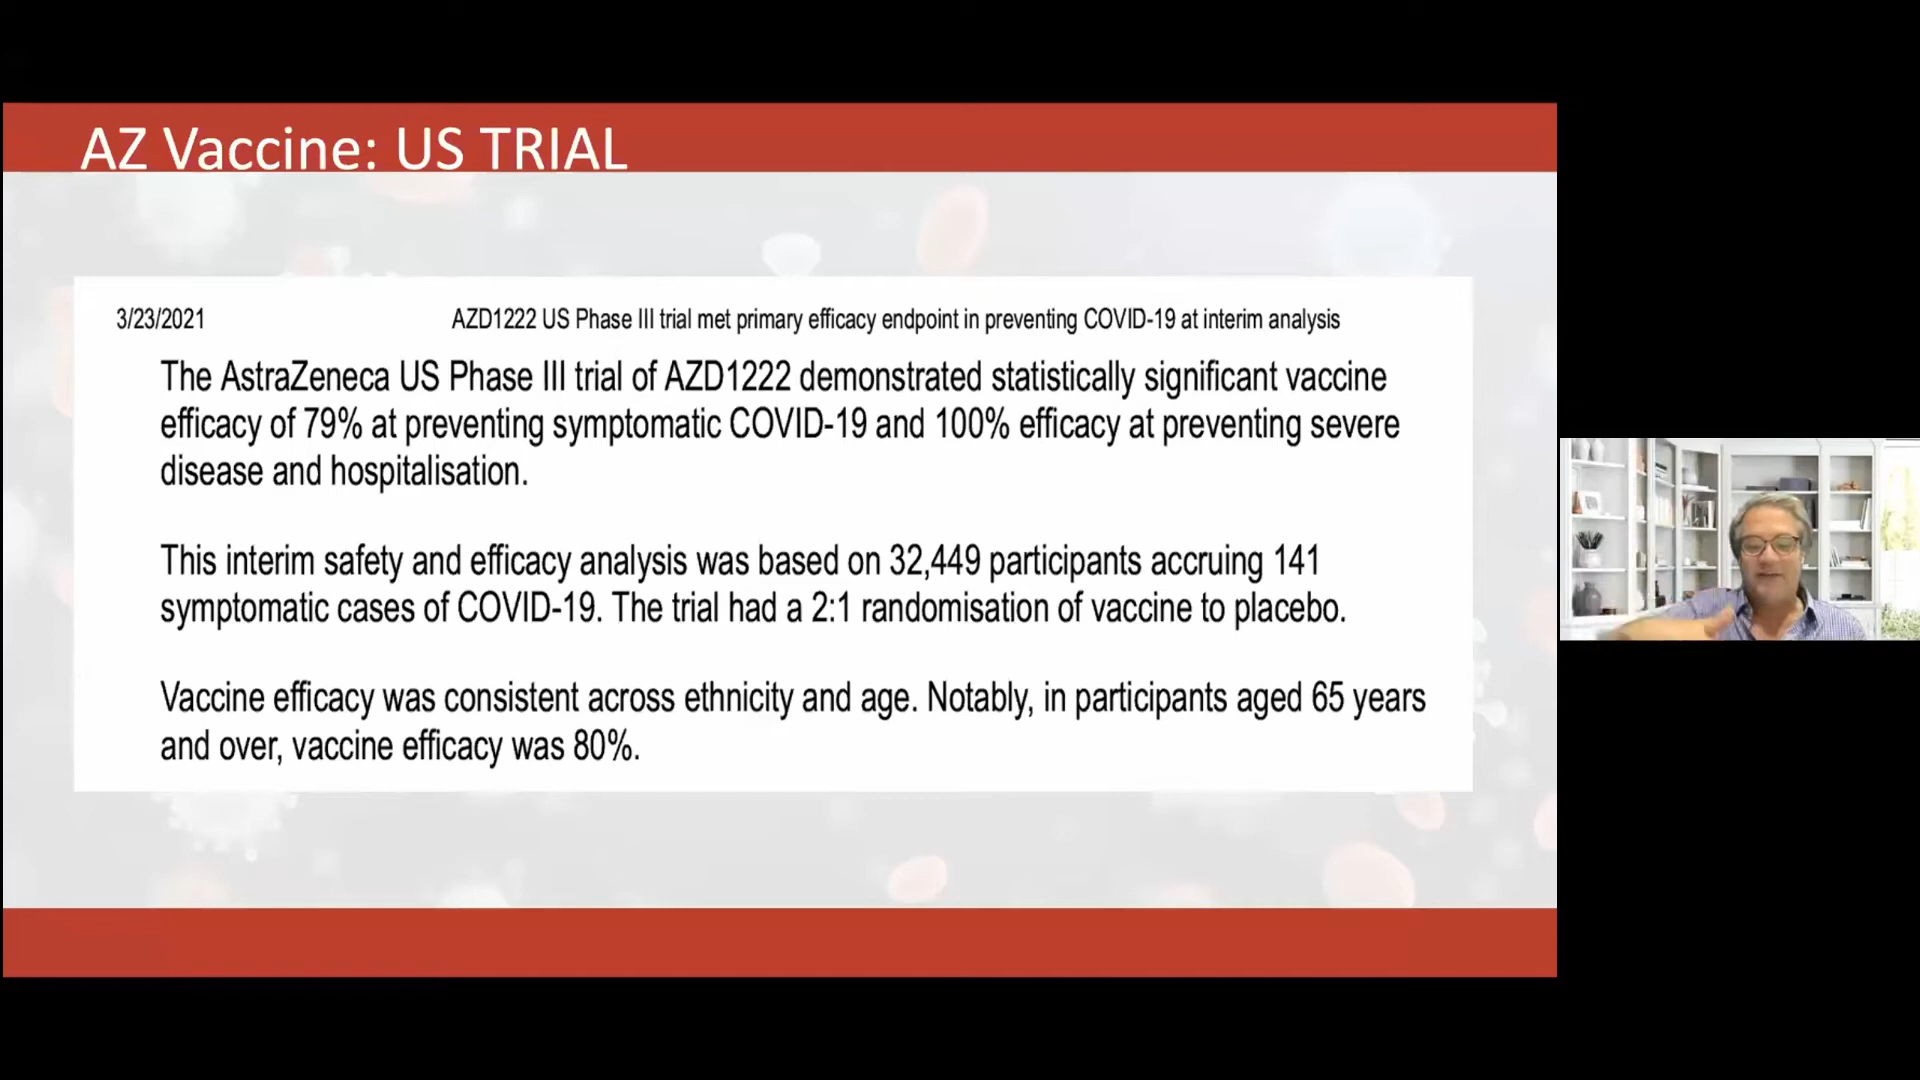 AZ Vaccine: US TRIAL
3/23/2021 AZD1222 US Phase III trial met primary efficacy endpoint in preventing COVID-19 at interim analysis
The AstraZeneca US Phase III trial of AZD1222 demonstrated statistically significant vaccine
efficacy of 79% at preventing symptomatic COVID-19 and 100% efficacy at preventing severe
disease and hospitalisation.
This interim safety and efficacy analysis was based on 32,449 participants accruing 141
symptomatic cases of COVID-19. The trial had a 2:1 randomisation of vaccine to placebo.
Vaccine efficacy was consistent across ethnicity and age. Notably, in participants aged 65 years
and over, vaccine efficacy was 80%.